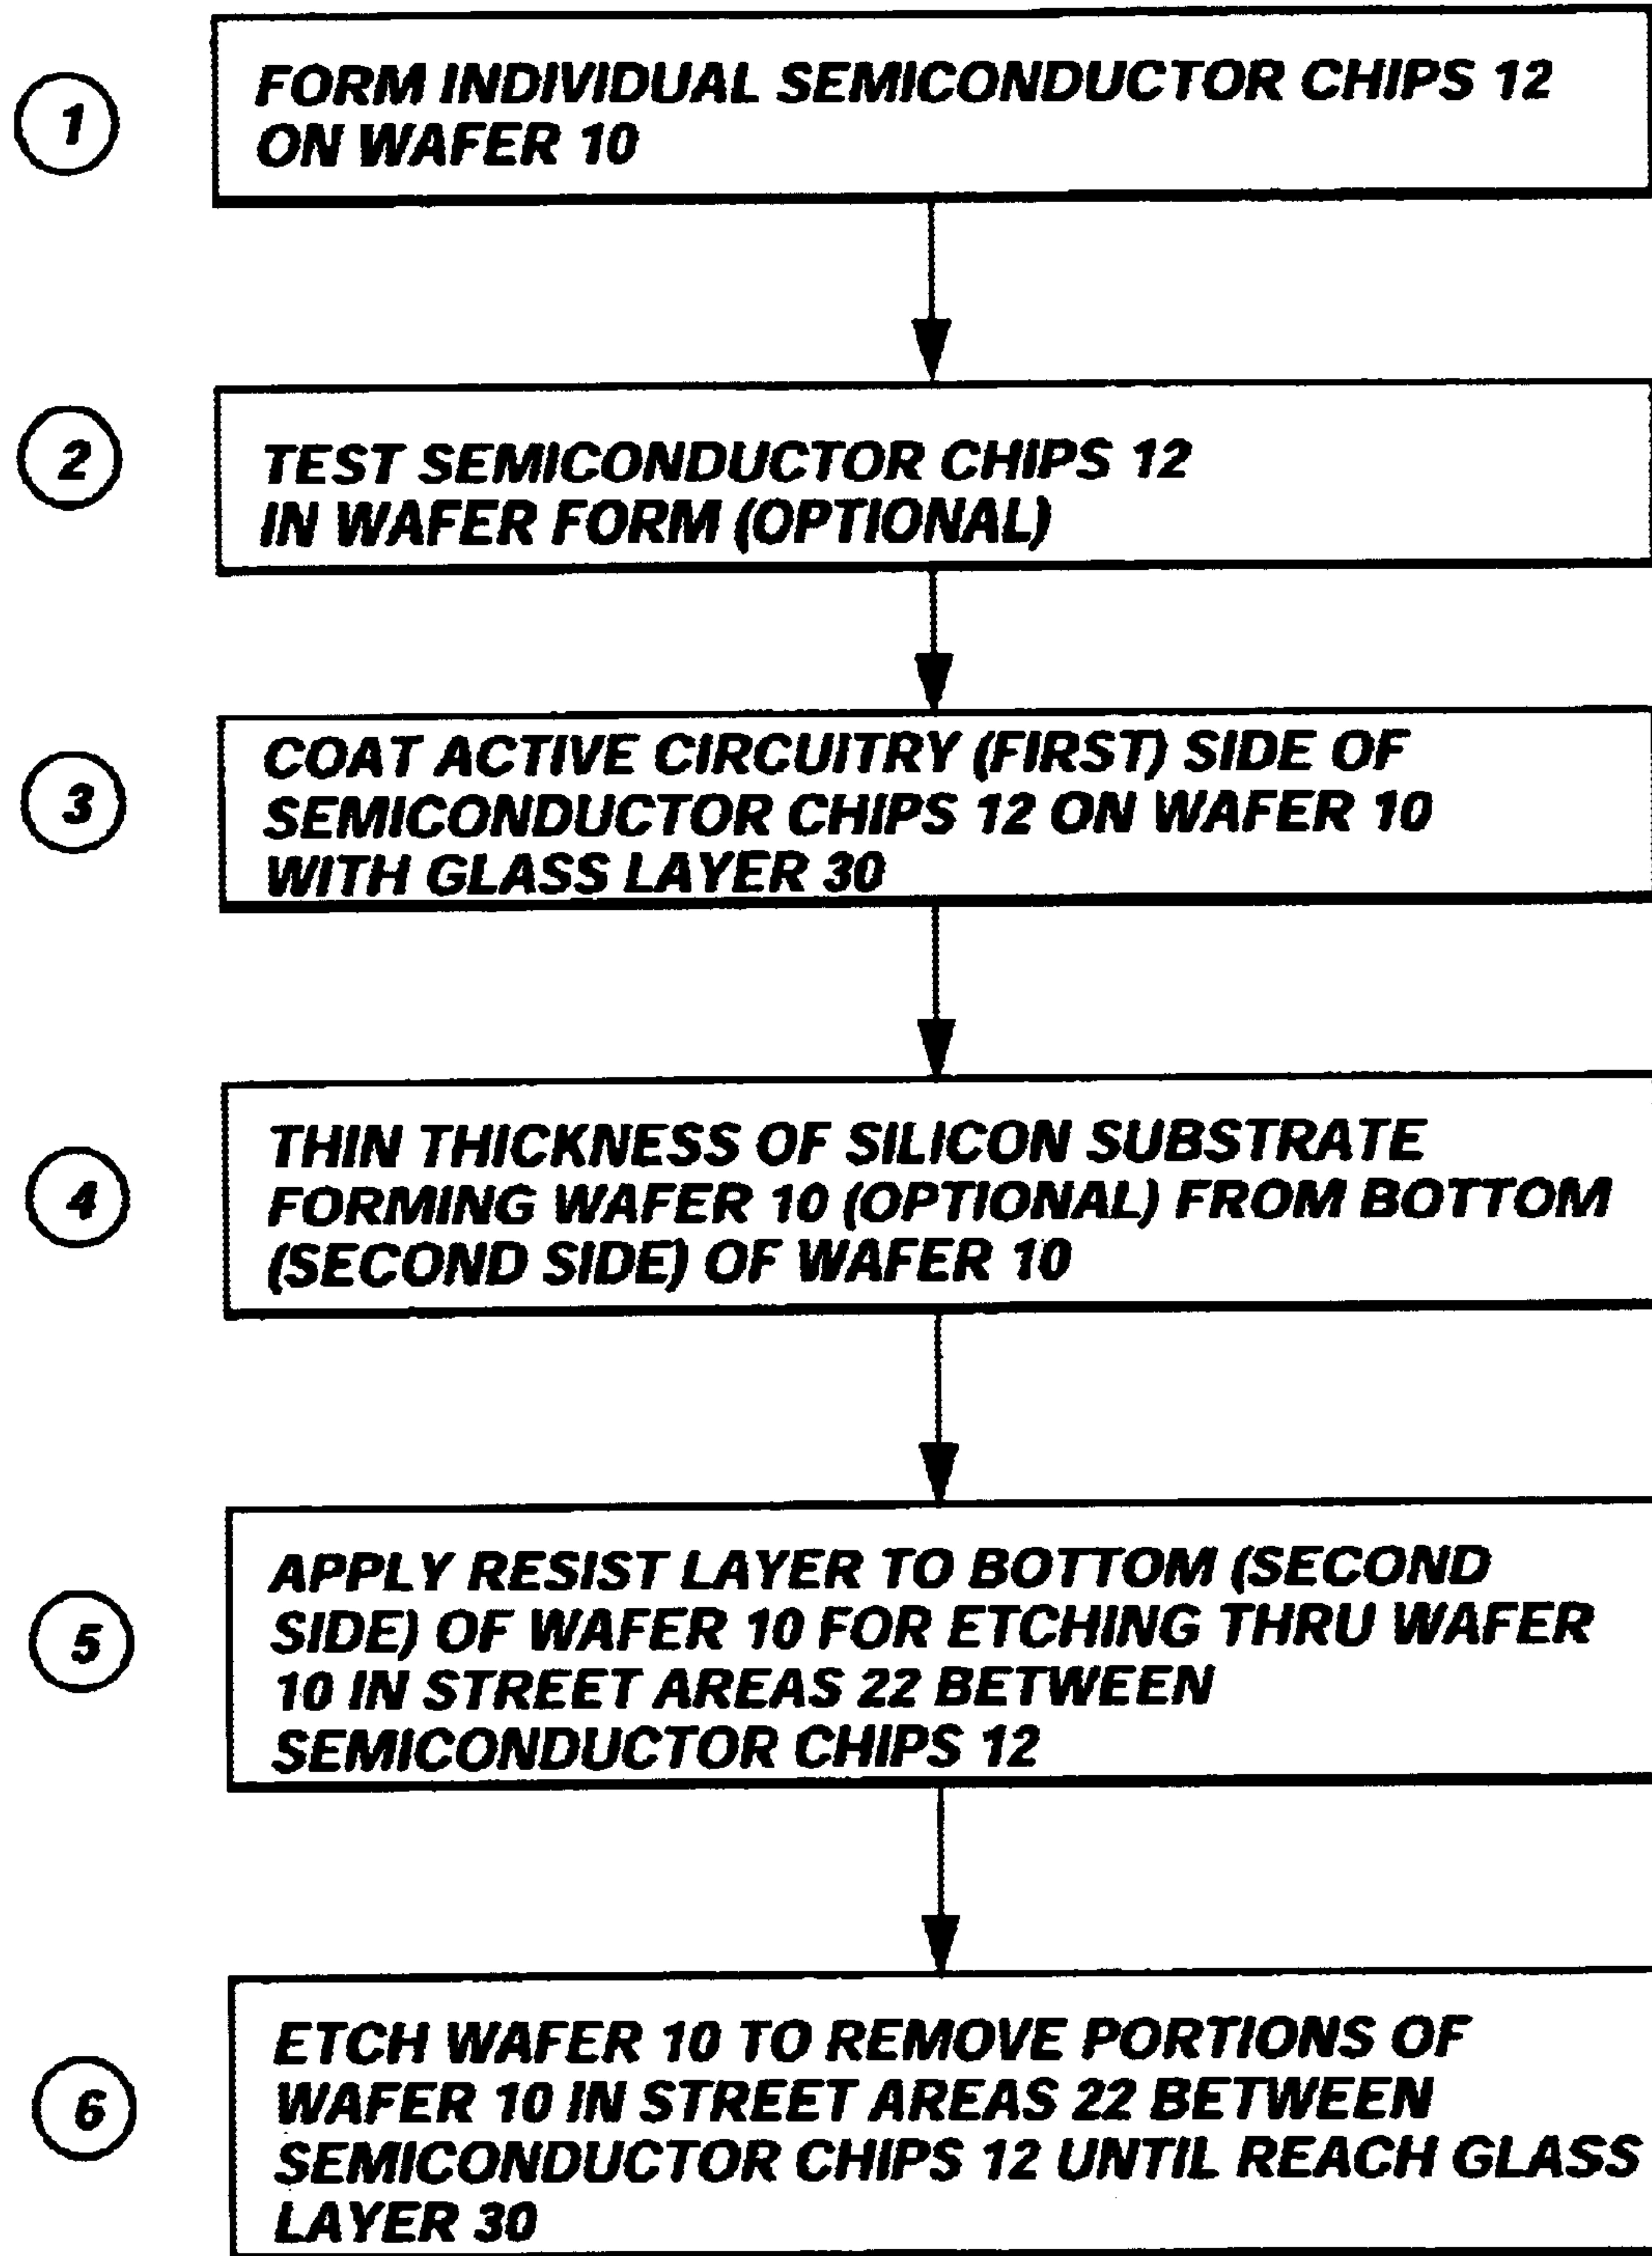 1
FORM INDIVIDUAL SEMICONDUCTOR CHIPS 12
ON WAFER 10
2
TEST SEMICONDUCTOR CHIPS 12
IN WAFER FORM (OPTIONAL)
3
COAT ACTIVE CIRCUITRY (FIRST) SIDE OF
SEMICONDUCTOR CHIPS 12 ON WAFER 10
WITH GLASS LAYER 30
4
THIN THICKNESS OF SILICON SUBSTRATE
FORMING WAFER 10 (OPTIONAL) FROM BOTTOM
(SECOND SIDE) OF WAFER 10
5
APPLY RESIST LAYER TO BOTTOM (SECOND
SIDE) OF WAFER 10 FOR ETCHING THRU WAFER
10 IN STREET AREAS 22 BETWEEN
SEMICONDUCTOR CHIPS 12
6
ETCH WAFER 10 TO REMOVE PORTIONS OF
WAFER 10 IN STREET AREAS 22 BETWEEN
SEMICONDUCTOR CHIPS 12 UNTIL REACH GLASS
LAYER 30